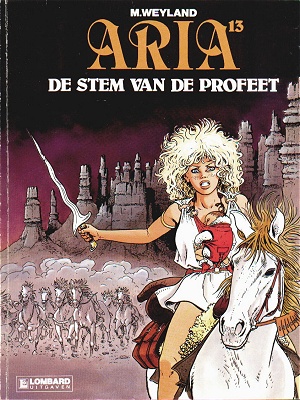 M.WEYLAND
ARIA 13
DE STEM VAN DE PROFEET
LOMBARD
UITGAVEN